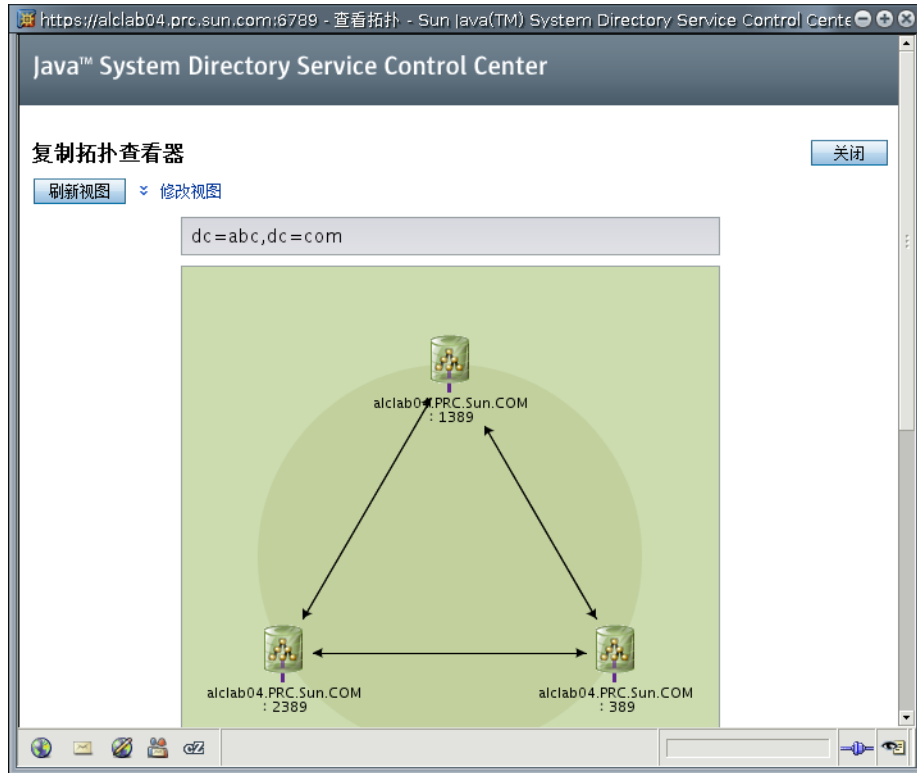 https://alclab04.prc.sun.com:6789 - 查看拓扑 - Sun Java(TM) System Directory Service Control Cente
Java™ System Directory Service Control Center
复制拓扑查看器
关闭
刷新视图
修改视图
dc=abc,dc=com
alclab04.PRC.Sun.COM
: 1389
alclab04.PRC.Sun.COM
: 2389
alclab04.PRC.Sun.COM
: 389